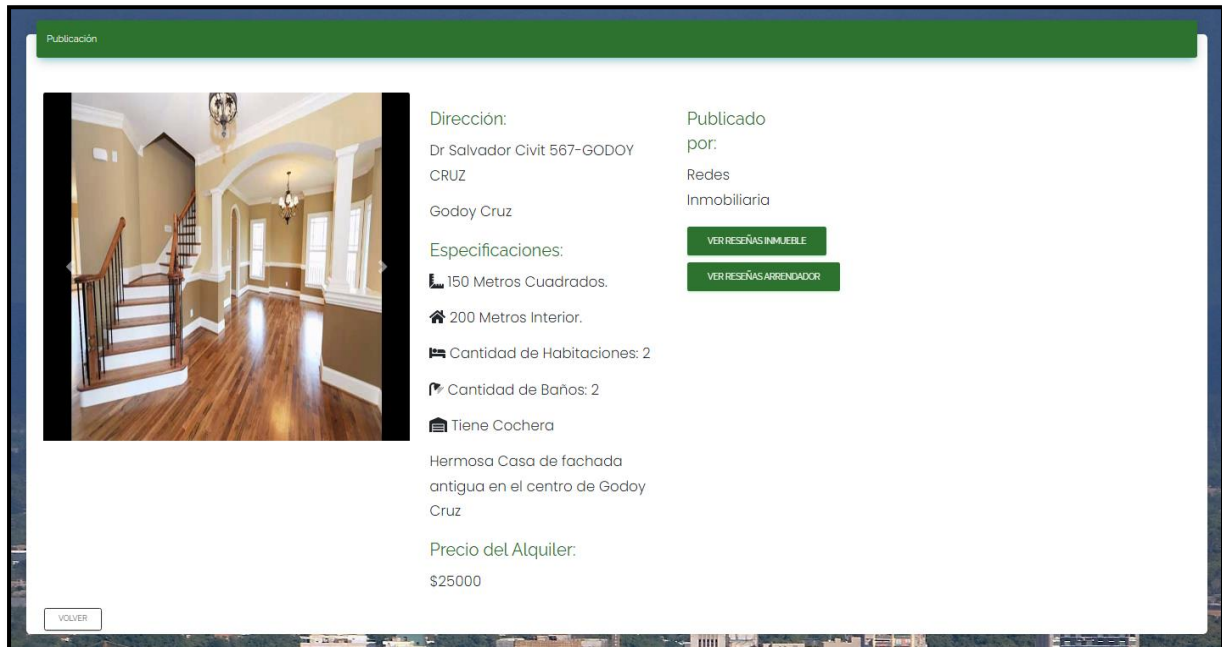 Publicación
Dirección:
Dr Salvador Civit 567-GODOY
CRUZ
Godoy Cruz
Especificaciones:
150 Metros Cuadrados.
200 Metros Interior.
Cantidad de Habitaciones: 2
Cantidad de Baños: 2
Tiene Cochera
Hermosa Casa de fachada
antigua en el centro de Godoy
Cruz
Precio del Alquiler:
$25000
Publicado
por:
Redes
Inmobiliaria
VER RESEÑAS INMUEBLE
VER RESEÑAS ARRENDADOR
VOLVER